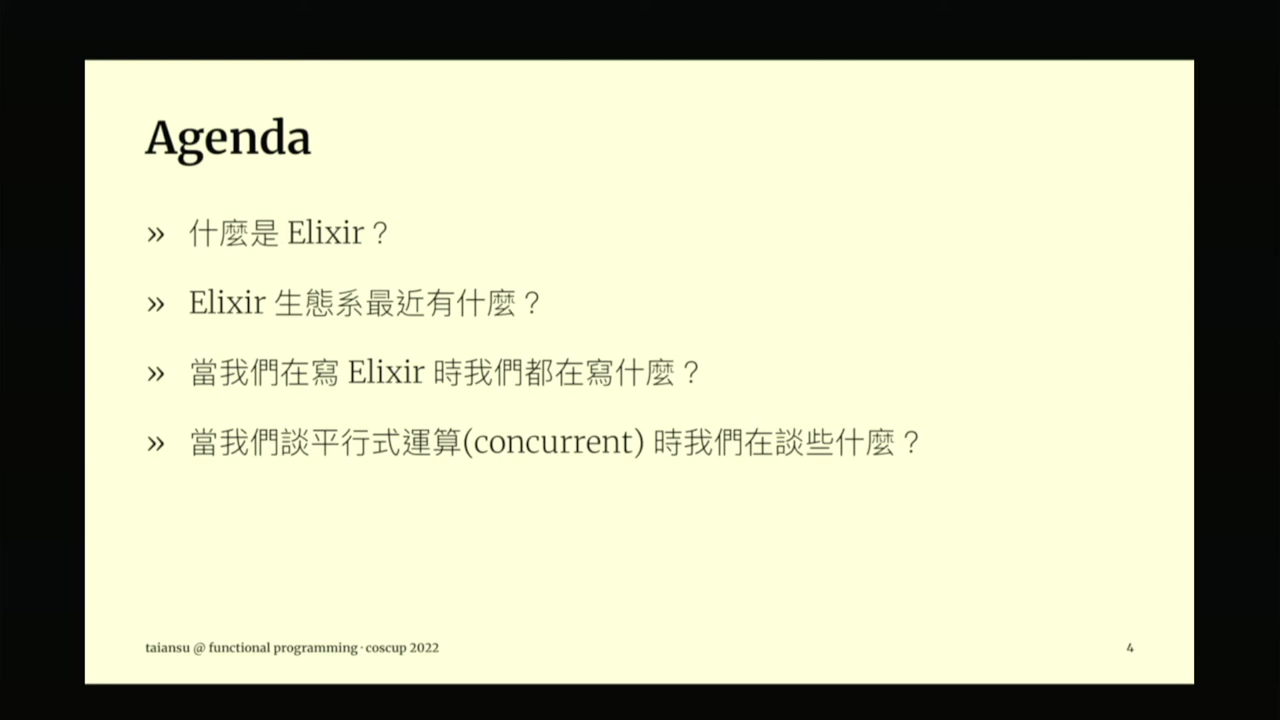 Agenda
» 什麼是 Elixir？
» Elixir 生態系最近有什麼？
» 當我們在寫 Elixir 時我們都在寫什麼？
» 當我們談平行式運算(concurrent) 時我們在談些什麼？
taiansu @ functional programming · coscup 2022
4